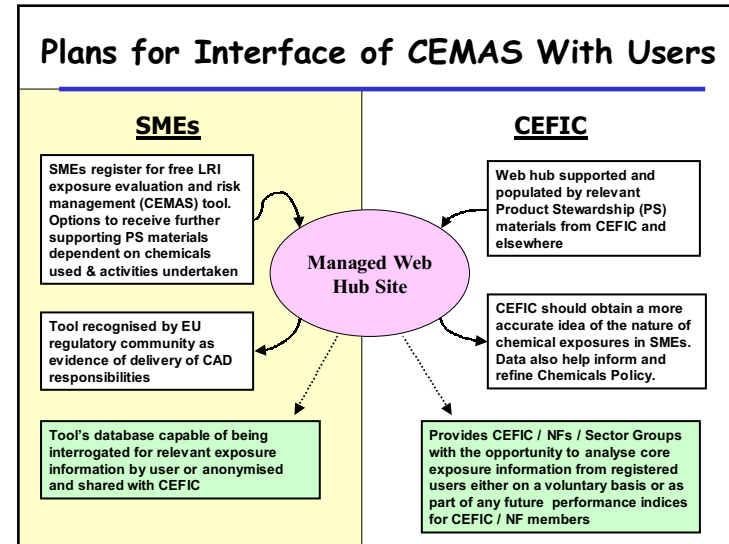 Plans for Interface of CEMAS With Users
SMEs
SMEs register for free LRI
exposure evaluation and risk
management (CEMAS) tool.
Options to receive further
supporting PS materials
dependent on chemicals
used & activities undertaken
Tool recognised by EU
regulatory community as
evidence of delivery of CAD
responsibilities
Tool's database capable of being
interrogated for relevant exposure
information by user or anonymised
and shared with CEFIC
Managed Web
Hub Site
CEFIC
Web hub supported and
populated by relevant
Product Stewardship (PS)
materials from CEFIC and
elsewhere
CEFIC should obtain a more
accurate idea of the nature of
chemical exposures in SMEs.
Data also help inform and
refine Chemicals Policy.
Provides CEFIC / NFs / Sector Groups
with the opportunity to analyse core
exposure information from registered
users either on a voluntary basis or as
part of any future performance indices
for CEFIC / NF members